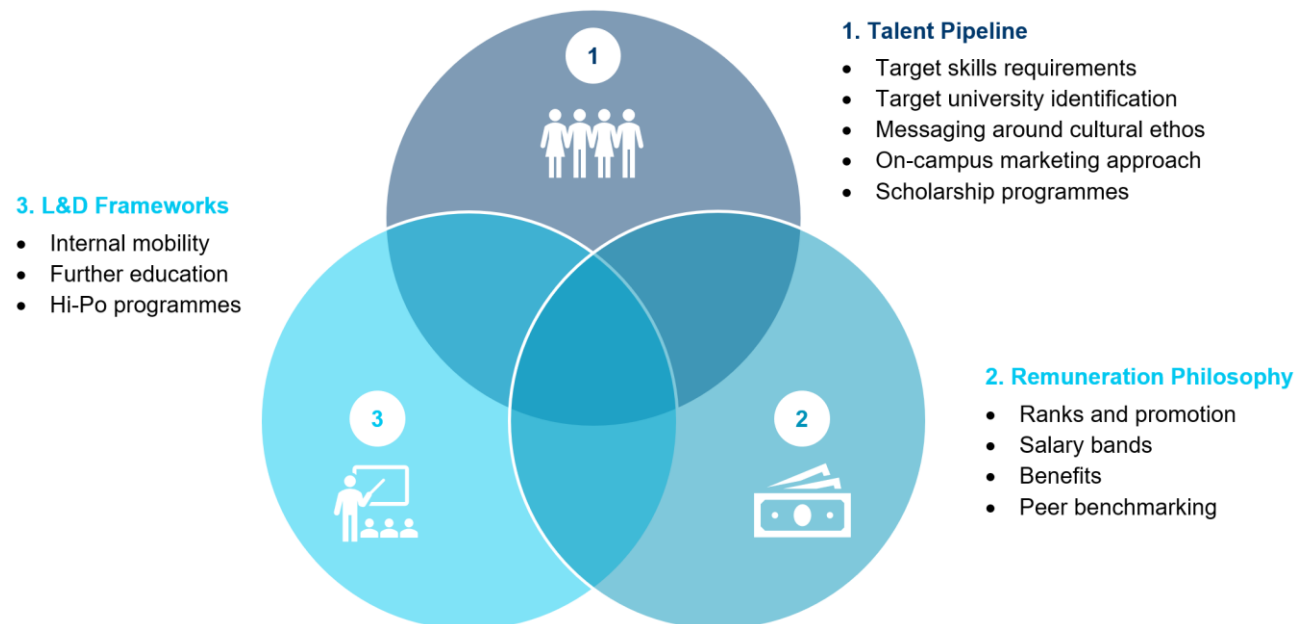 1
1. Talent Pipeline
• Target skills requirements
• Target university identification
• Messaging around cultural ethos
• On-campus marketing approach
• Scholarship programmes
3. L&D Frameworks
• Internal mobility
• Further education
• Hi-Po programmes
3
2
2. Remuneration Philosophy
• Ranks and promotion
• Salary bands
• Benefits
• Peer benchmarking